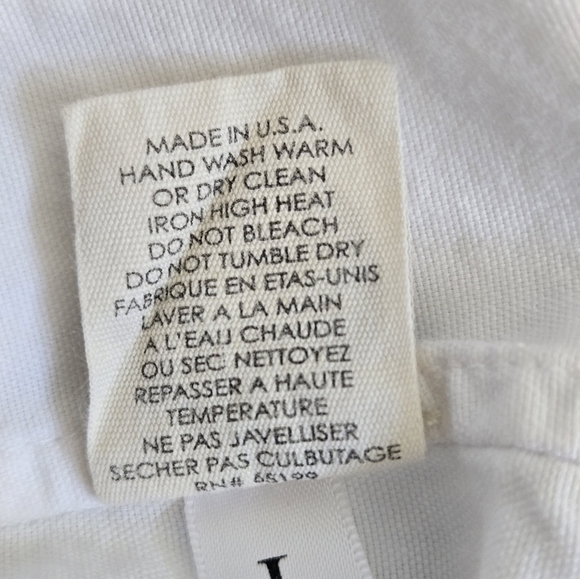 MADE IN U.S.A.
HAND WASH WARM
OR DRY CLEAN
IRON HIGH HEAT
DO NOT BLEACH
DO NOT TUMBLE DRY
FABRIQUE EN ETAS-UNIS
LAVER A LA MAIN
A L'EAU CHAUDE
OU SEC NETTOYEZ
REPASSER A HAUTE
TEMPERATURE
NE PAS JAVELLISER
SECHER PAS CULBUTAGE
RN#